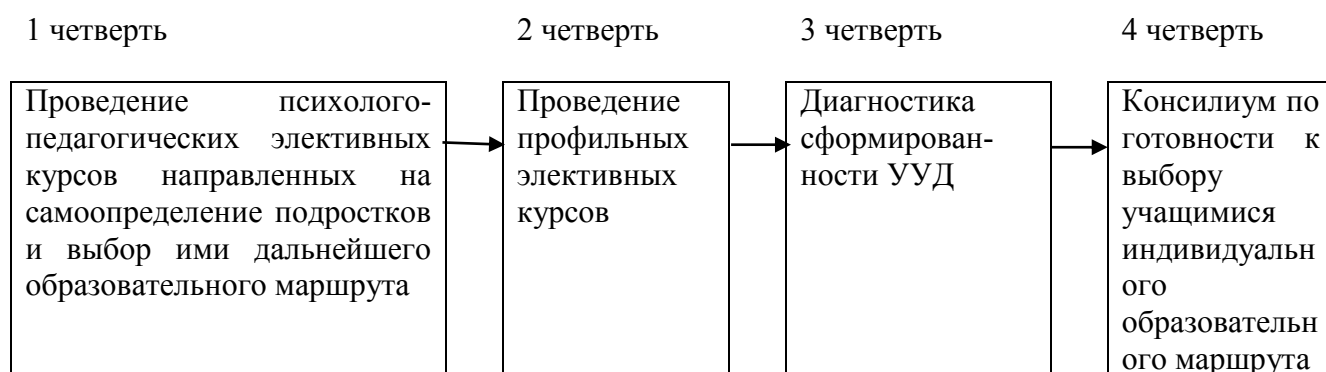 1 четверть
2 четверть
3 четверть
4 четверть
Проведение психолого-
педагогических элективных
курсов направленных на
самоопределение подростков
и выбор ими дальнейшего
образовательного маршрута
Проведение
профильных
элективных
курсов
Диагностика
сформирован-
ности УУД
Консилиум по
готовности к
выбору
учащимися
индивидуальн
ого
образовательн
ого маршрута